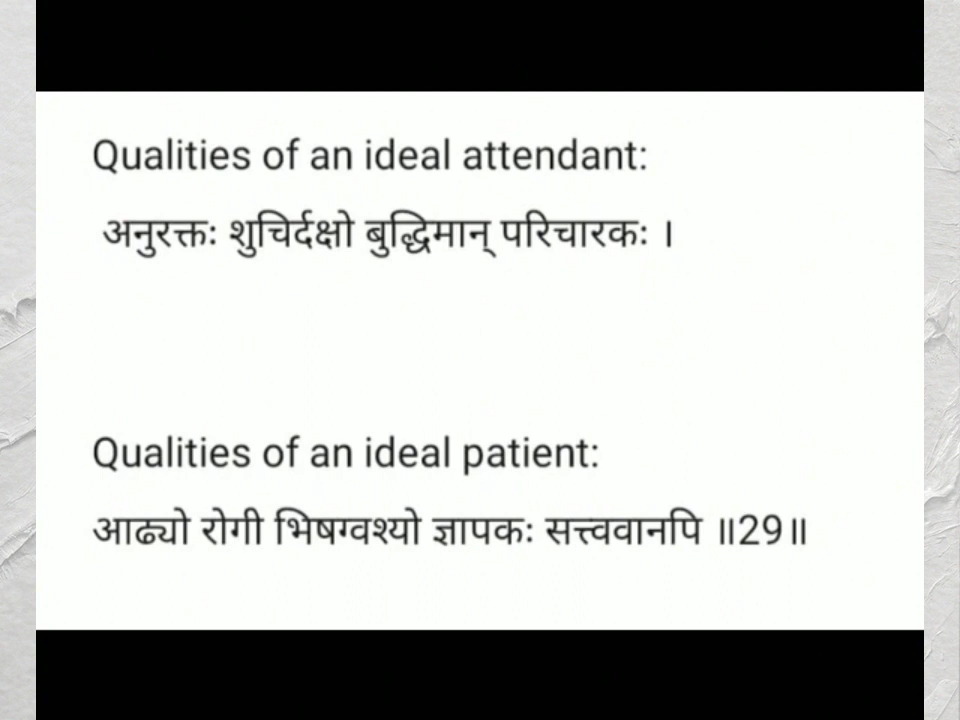 Qualities of an ideal attendant:
अनुरक्तः शुचिर्दक्षो बुद्धिमान् परिचारकः ।
Qualities of an ideal patient:
आढ्यो रोगी भिषग्वश्यो ज्ञापकः सत्त्ववानपि ॥29॥